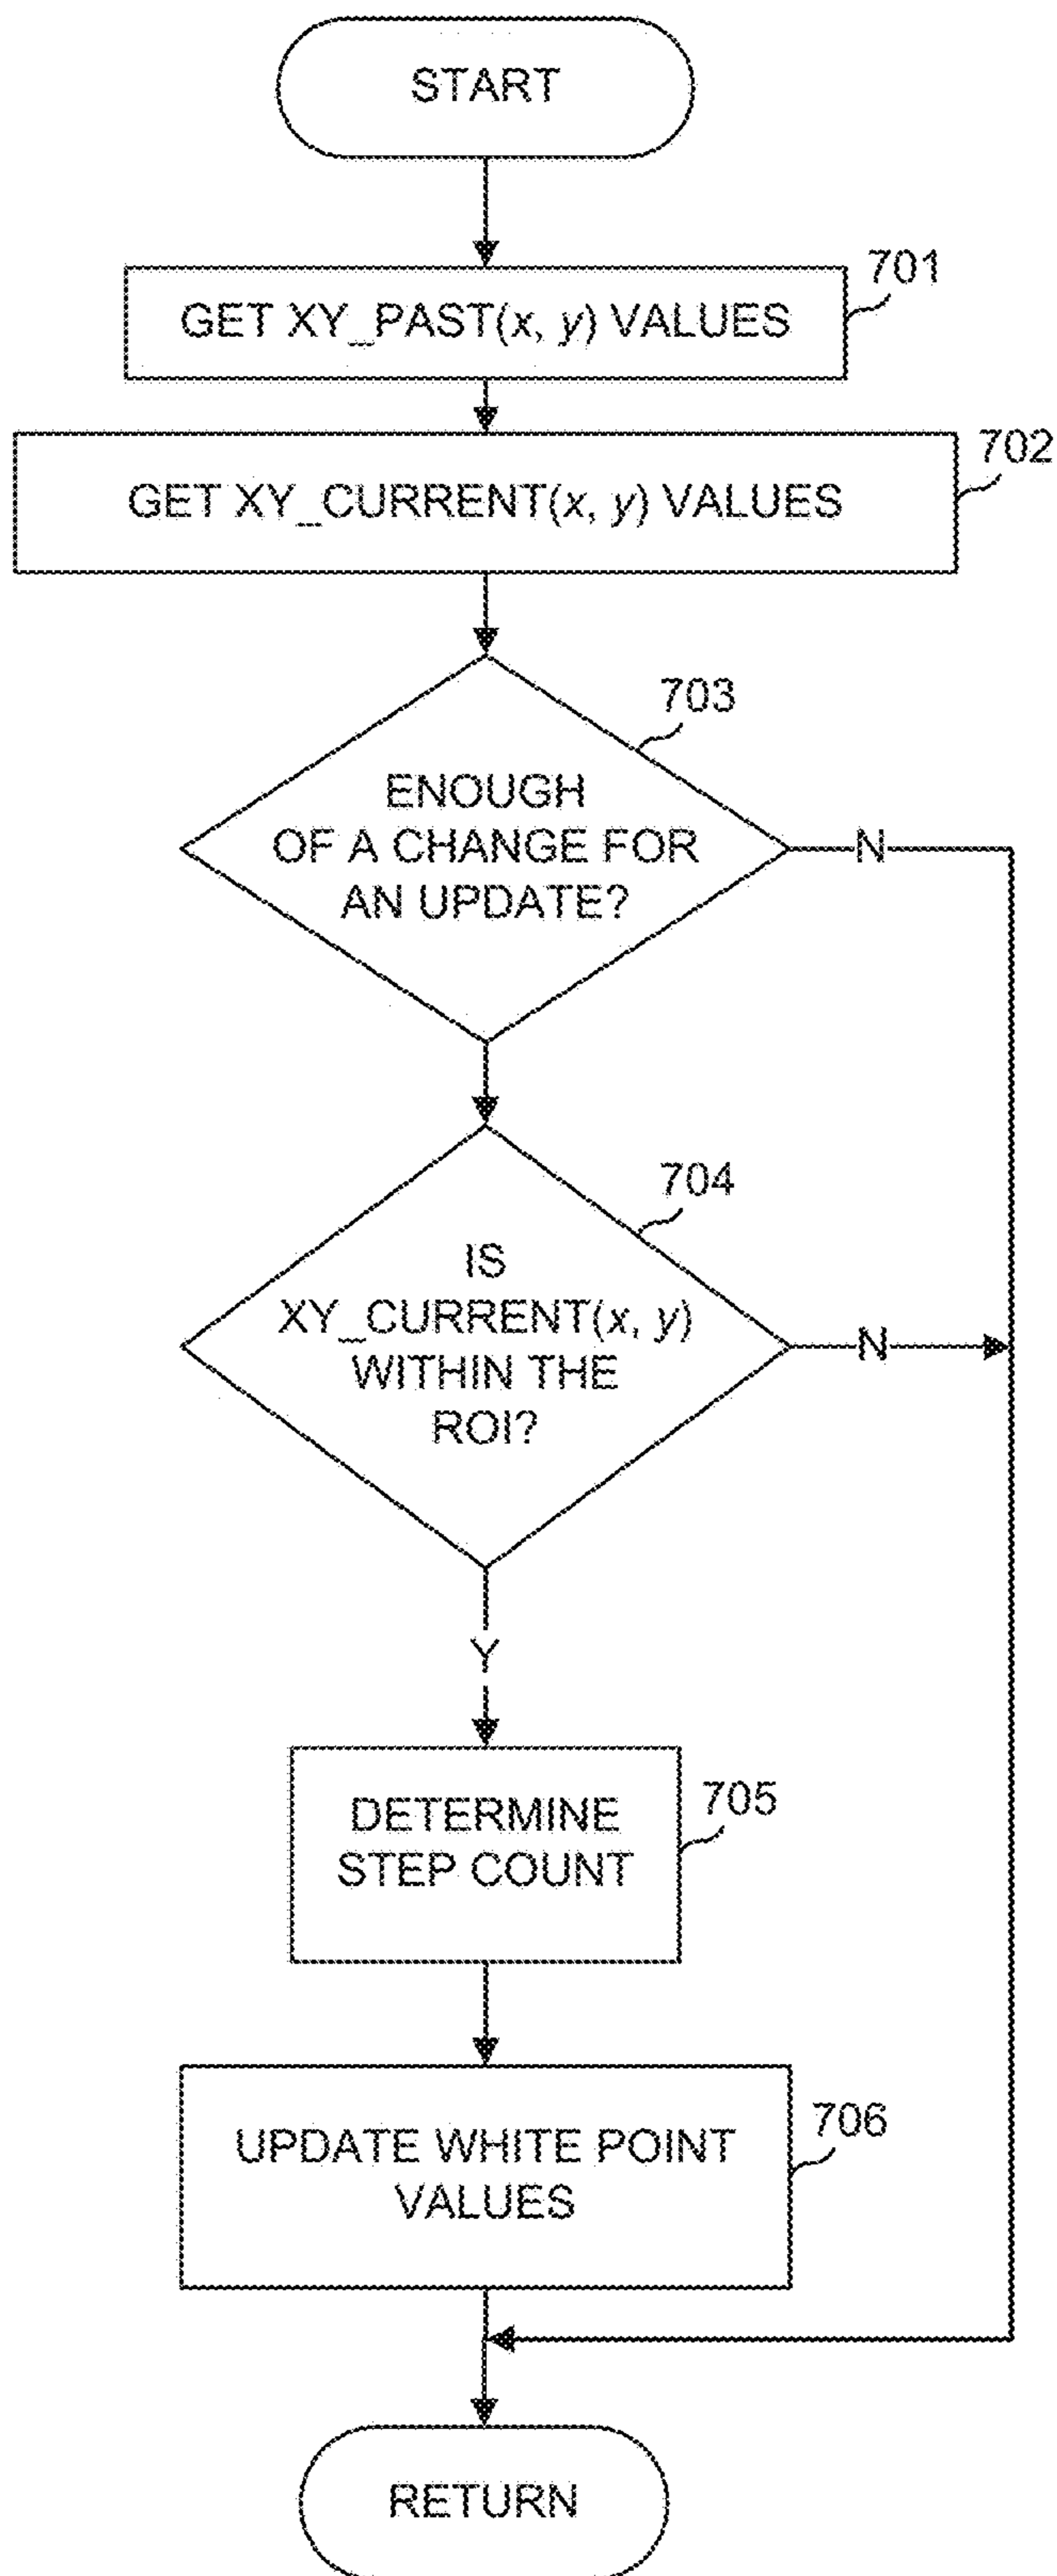 START
701
GET XY_PAST(x, y) VALUES
702
GET XY_CURRENT(x, y) VALUES
703
ENOUGH
OF A CHANGE FOR
AN UPDATE?
N
704
IS
XY_CURRENT(x, y)
WITHIN THE
ROI?
N
Y
705
DETERMINE
STEP COUNT
706
UPDATE WHITE POINT
VALUES
RETURN